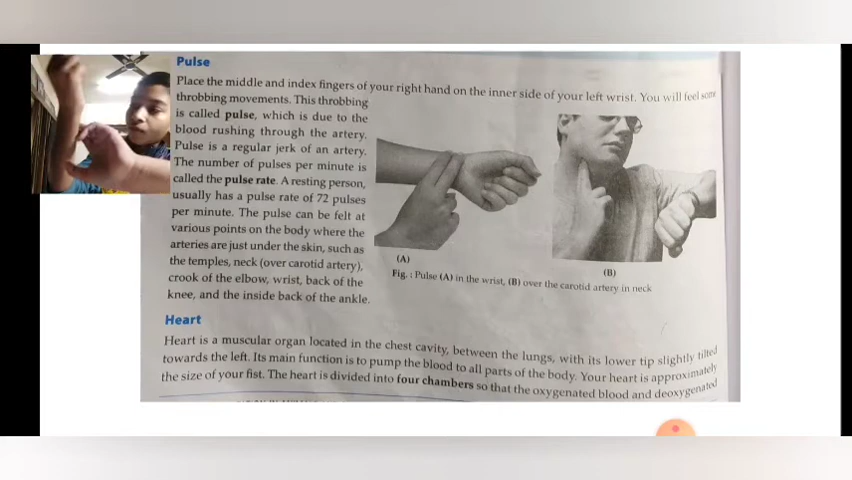 Pulse
Place the middle and index fingers of your right hand on the inner side of your left wrist. You will feel some
throbbing movements. This throbbing
is called pulse, which is due to the
blood rushing through the artery.
Pulse is a regular jerk of an artery.
The number of pulses per minute is
called the pulse rate. A resting person,
usually has a pulse rate of 72 pulses
per minute. The pulse can be felt at
various points on the body where the
arteries are just under the skin, such as
the temples, neck (over carotid artery),
crook of the elbow, wrist, back of the
knee, and the inside back of the ankle.
(A)
(B)
Fig. : Pulse (A) in the wrist, (B) over the carotid artery in neck
Heart
Heart is a muscular organ located in the chest cavity, between the lungs, with its lower tip slightly tilted
towards the left. Its main function is to pump the blood to all parts of the body. Your heart is approximately
the size of your fist. The heart is divided into four chambers so that the oxygenated blood and deoxygenated